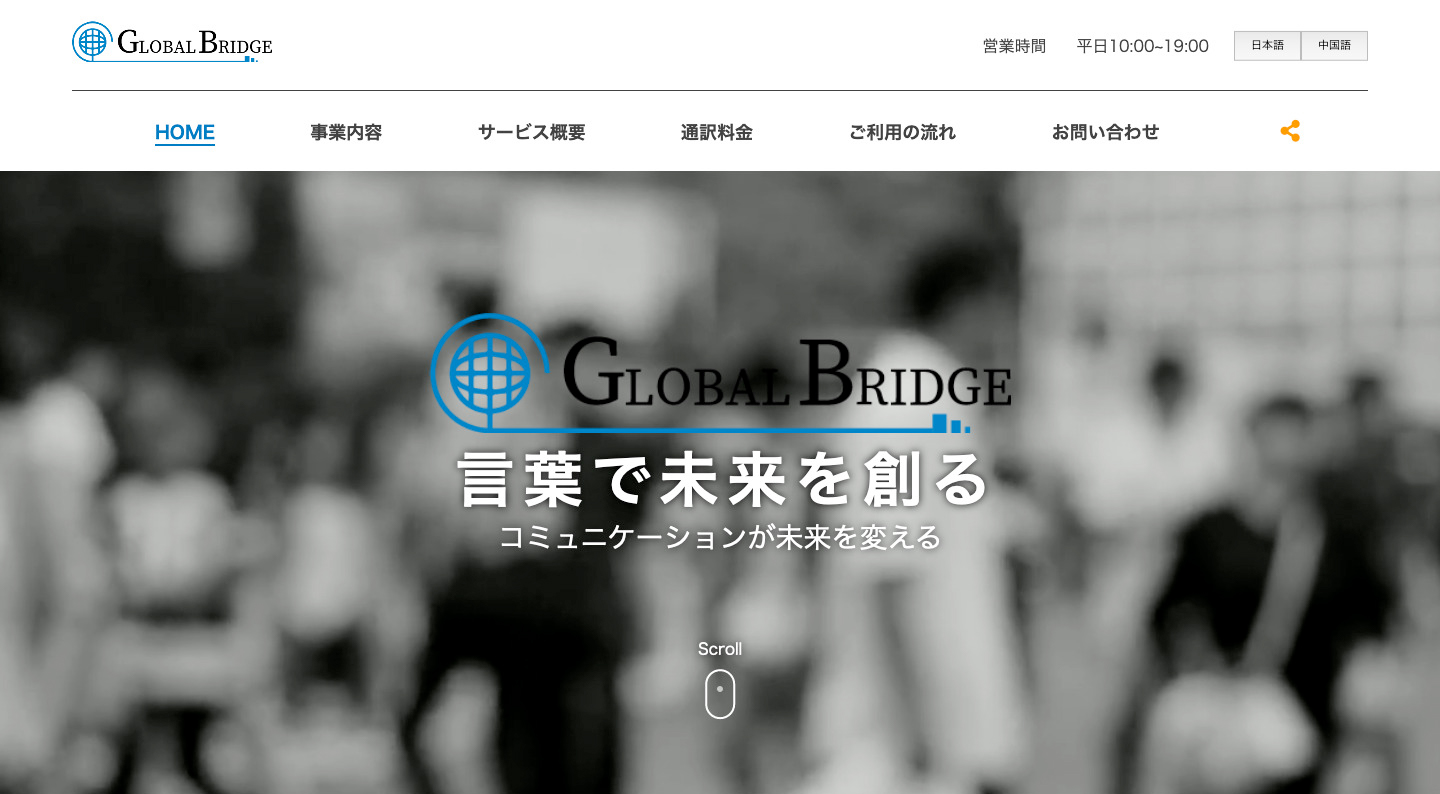 GLOBAL BRIDGE
営業時間 平日10:00~19:00 日本語 中国語
HOME 事業内容 サービス概要 通訳料金 ご利用の流れ お問い合わせ
GLOBAL BRIDGE
言葉で未来を創る
コミュニケーションが未来を変える
Scroll